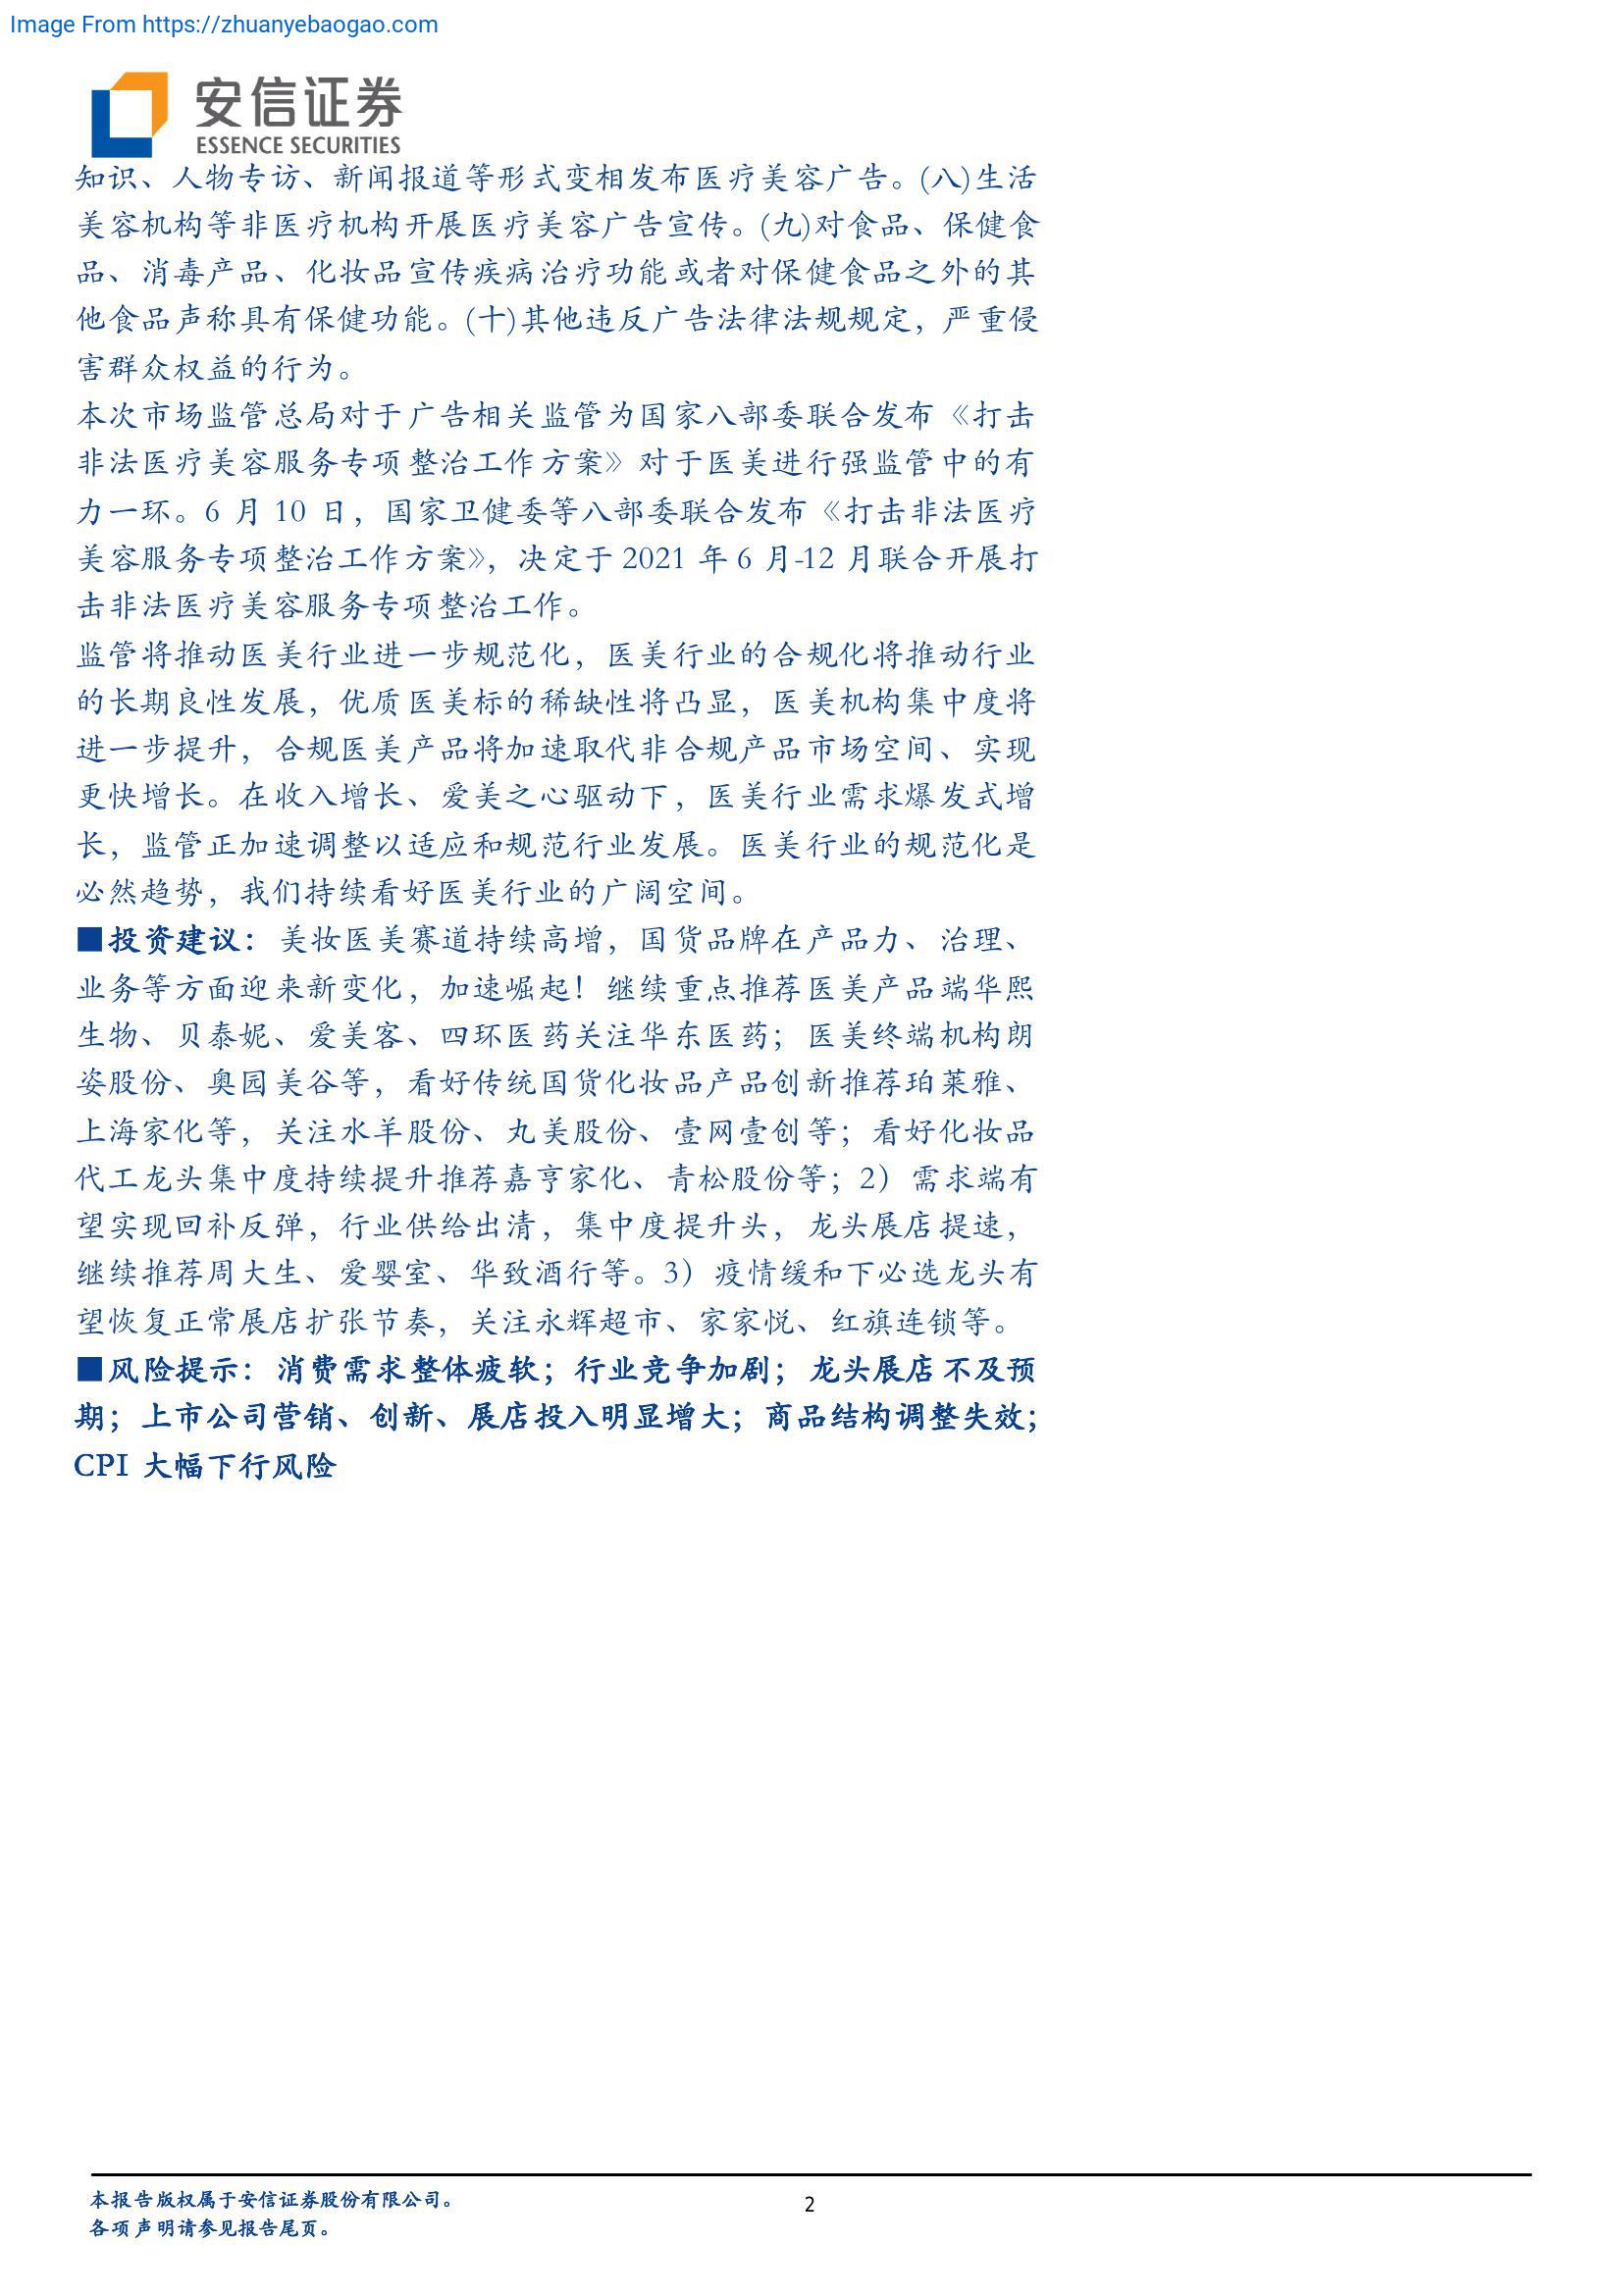 Image From https://zhuanyebaogao.com
安信证券
ESSENCE SECURITIES
知识、人物专访、新闻报道等形式变相发布医疗美容广告。(八)生活
美容机构等非医疗机构开展医疗美容广告宣传。(九)对食品、保健食
品、消毒产品、化妆品宣传疾病治疗功能或者对保健食品之外的其
他食品声称具有保健功能。(十)其他违反广告法律法规规定，严重侵
害群众权益的行为。
本次市场监管总局对于广告相关监管为国家八部委联合发布《打击
非法医疗美容服务专项整治工作方案》对于医美进行强监管中的有
力一环。6 月 10 日，国家卫健委等八部委联合发布《打击非法医疗
美容服务专项整治工作方案》，决定于 2021 年 6 月-12 月联合开展打
击非法医疗美容服务专项整治工作。
监管将推动医美行业进一步规范化，医美行业的合规化将推动行业
的长期良性发展，优质医美标的稀缺性将凸显，医美机构集中度将
进一步提升，合规医美产品将加速取代非合规产品市场空间、实现
更快增长。在收入增长、爱美之心驱动下，医美行业需求爆发式增
长，监管正加速调整以适应和规范行业发展。医美行业的规范化是
必然趋势，我们持续看好医美行业的广阔空间。
■投资建议：美妆医美赛道持续高增，国货品牌在产品力、治理、
业务等方面迎来新变化，加速崛起！继续重点推荐医美产品端华熙
生物、贝泰妮、爱美客、四环医药关注华东医药；医美终端机构朗
姿股份、奥园美谷等，看好传统国货化妆品产品创新推荐珀莱雅、
上海家化等，关注水羊股份、丸美股份、壹网壹创等；看好化妆品
代工龙头集中度持续提升推荐嘉亨家化、青松股份等；2）需求端有
望实现回补反弹，行业供给出清，集中度提升头，龙头展店提速，
继续推荐周大生、爱婴室、华致酒行等。3）疫情缓和下必选龙头有
望恢复正常展店扩张节奏，关注永辉超市、家家悦、红旗连锁等。
■风险提示：消费需求整体疲软；行业竞争加剧；龙头展店不及预
期；上市公司营销、创新、展店投入明显增大；商品结构调整失效；
CPI 大幅下行风险
本报告版权属于安信证券股份有限公司。
2
各项声明请参见报告尾页。